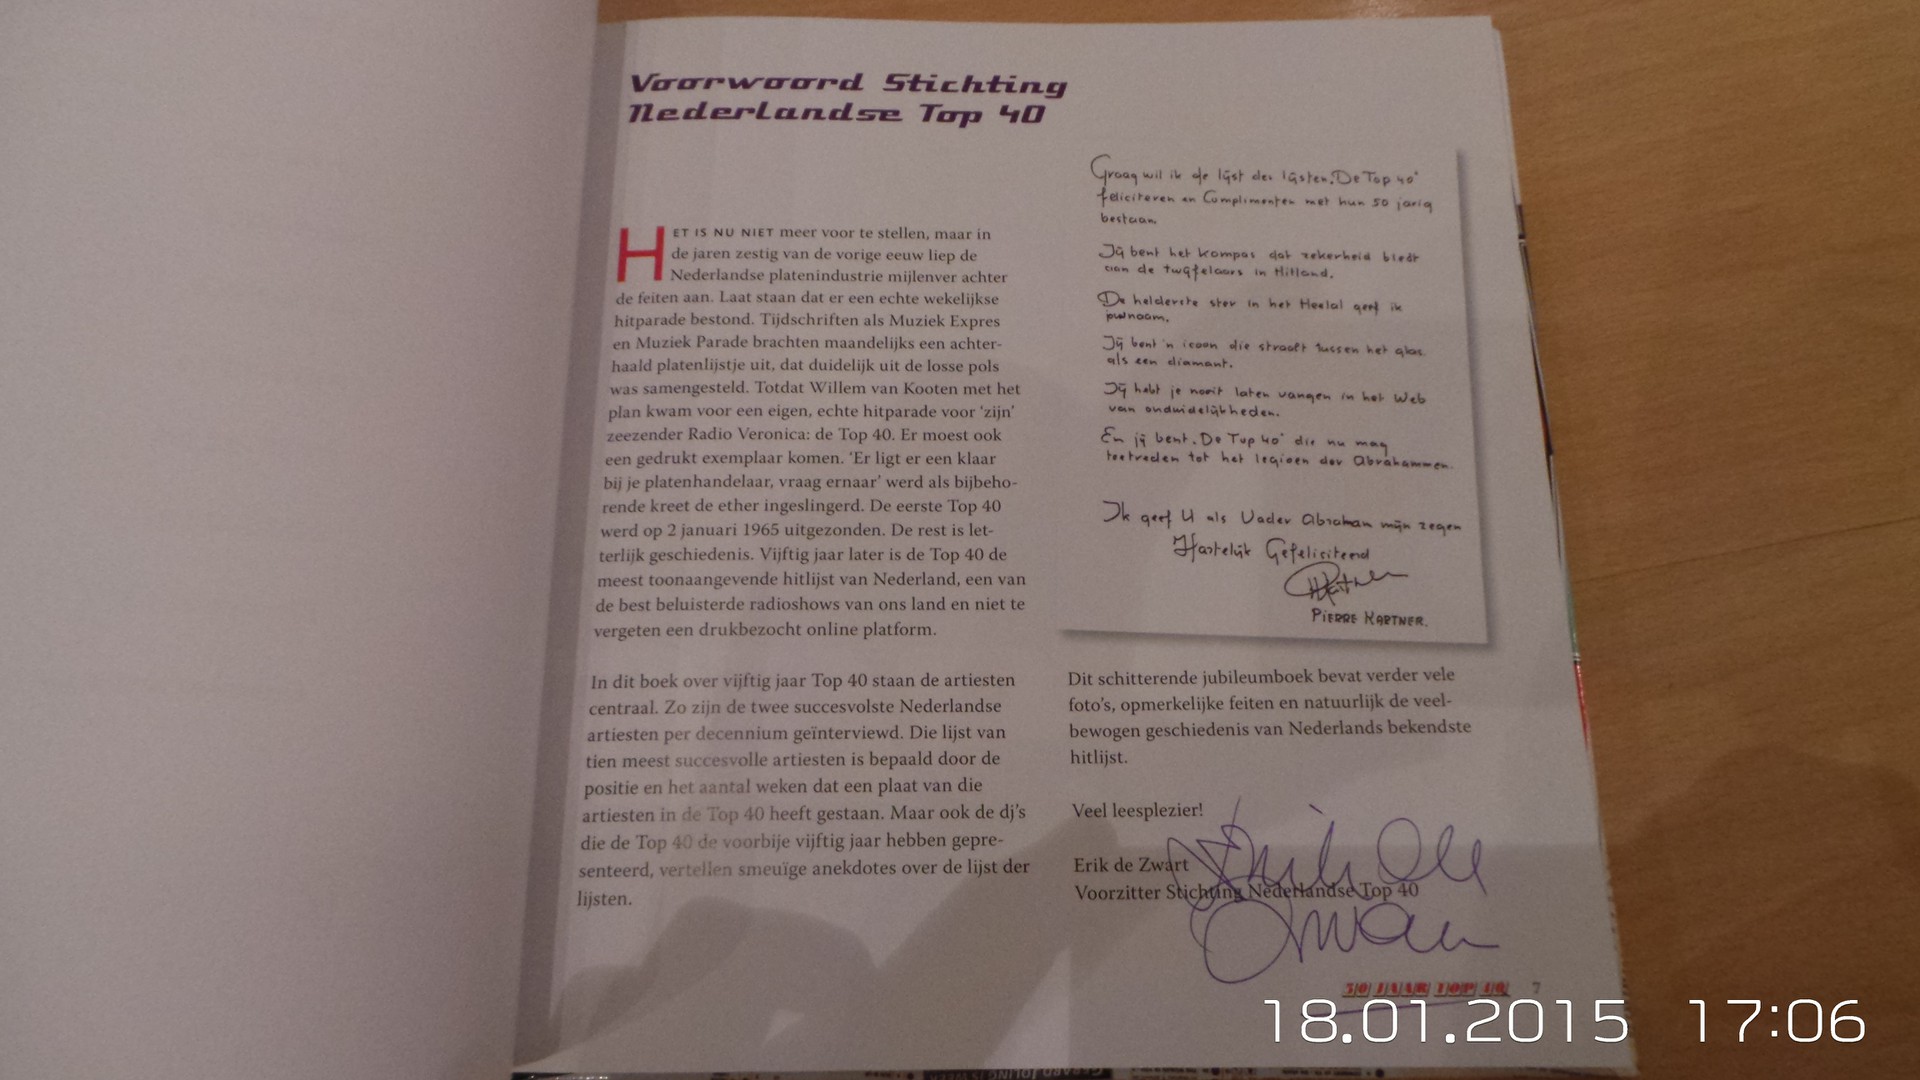 Voorwoord Stichting
Nederlandse Top 40
HET IS NU NIET meer voor te stellen, maar in
de jaren zestig van de vorige eeuw liep de
Nederlandse platenindustrie mijlenver achter
de feiten aan. Laat staan dat er een echte wekelijkse
hitparade bestond. Tijdschriften als Muziek Expres
en Muziek Parade brachten maandelijks een achter-
haald platenlijstje uit, dat duidelijk uit de losse pols
was samengesteld. Totdat Willem van Kooten met het
plan kwam voor een eigen, echte hitparade voor 'zijn'
zeezender Radio Veronica: de Top 40. Er moest ook
een gedrukt exemplaar komen. 'Er ligt er een klaar
bij je platenhandelaar, vraag ernaar' werd als bijbeho-
rende kreet de ether ingeslingerd. De eerste Top 40
werd op 2 januari 1965 uitgezonden. De rest is let-
terlijk geschiedenis. Vijftig jaar later is de Top 40 de
meest toonaangevende hitlijst van Nederland, een van
de best beluisterde radioshows van ons land en niet te
vergeten een drukbezocht online platform.
In dit boek over vijftig jaar Top 40 staan de artiesten
centraal. Zo zijn de twee succesvolste Nederlandse
artiesten per decennium geïnterviewd. Die lijst van
tien meest succesvolle artiesten is bepaald door de
positie en het aantal weken dat een plaat van die
artiesten in de Top 40 heeft gestaan. Maar ook de dj's
die de Top 40 de voorbije vijftig jaar hebben gepre-
senteerd, vertellen smeuïge anekdotes over de lijst der
lijsten.
Graag wil ik de lijst der lijsten. De Top 40'
feliciteren en Complimenten met hun 50 jarig
bestaan.
Jij bent het kompas dat zekerheid biedt
aan de twijfelaars in Hitland.
De helderste ster in het Heelal geef ik
jouw naam.
Jij bent 'n icoon die straalt tussen het glas
als een diamant.
Jij hebt je nooit laten vangen in het Web
van onduidelijkheden.
En jij bent. De Top 40' die nu mag
toetreden tot het legioen der Abrahammen.
Ik geef U als Vader Abraham mijn zegen
Hartelijk Gefeliciteerd
PIERRE KARTNER.
Dit schitterende jubileumboek bevat verder vele
foto's, opmerkelijke feiten en natuurlijk de veel-
bewogen geschiedenis van Nederlands bekendste
hitlijst.
Veel leesplezier!
Erik de Zwart
Voorzitter Stichting Nederlandse Top 40
50 JAAR TOP 40 7
18.01.2015 17:06